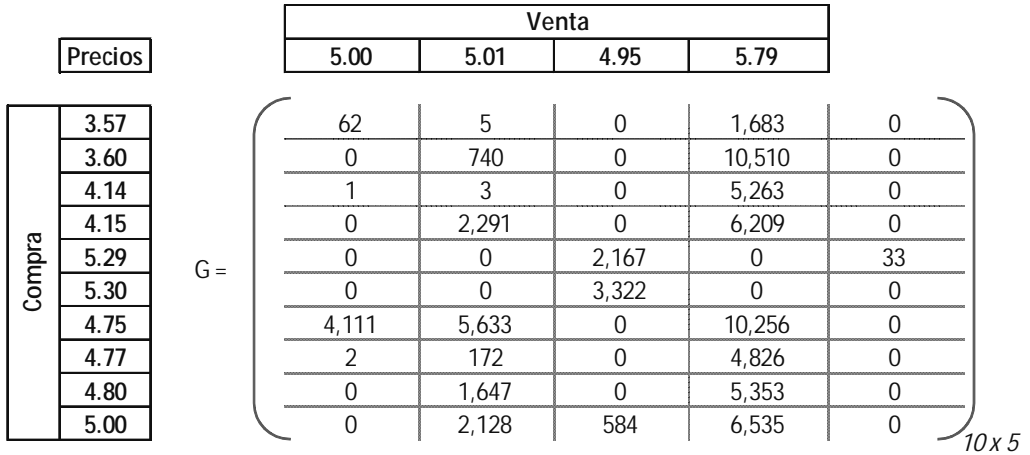 Venta
Precios 5.00 5.01 4.95 5.79
3.57 62 5 0 1,683 0
3.60 0 740 0 10,510 0
4.14 1 3 0 5,263 0
4.15 0 2,291 0 6,209 0
Compra 5.29 G = 0 0 2,167 0 33
5.30 0 0 3,322 0 0
4.75 4,111 5,633 0 10,256 0
4.77 2 172 0 4,826 0
4.80 0 1,647 0 5,353 0
5.00 0 2,128 584 6,535 0
10 x 5